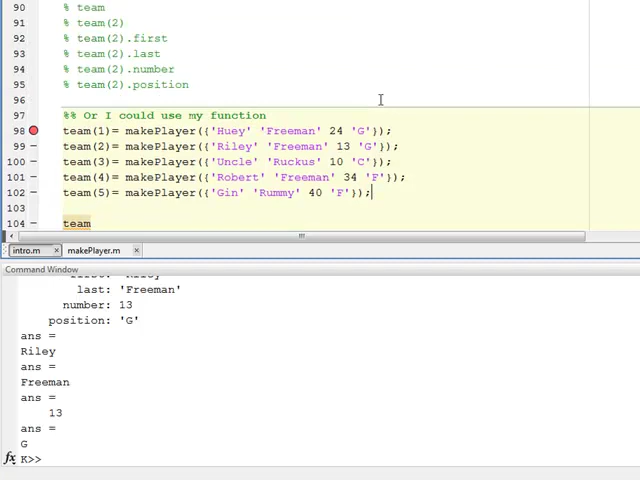 90 % team
91 % team(2)
92 % team(2).first
93 % team(2).last
94 % team(2).number
95 % team(2).position
96
97 %% Or I could use my function
98 team(1)= makePlayer({'Huey' 'Freeman' 24 'G'});
99 team(2)= makePlayer({'Riley' 'Freeman' 13 'G'});
100 team(3)= makePlayer({'Uncle' 'Ruckus' 10 'C'});
101 team(4)= makePlayer({'Robert' 'Freeman' 34 'F'});
102 team(5)= makePlayer({'Gin' 'Rummy' 40 'F'});
103
104 team
intro.m × makePlayer.m ×
Command Window
last: 'Freeman'
number: 13
position: 'G'
ans =
Riley
ans =
Freeman
ans =
13
ans =
G
fx K>>